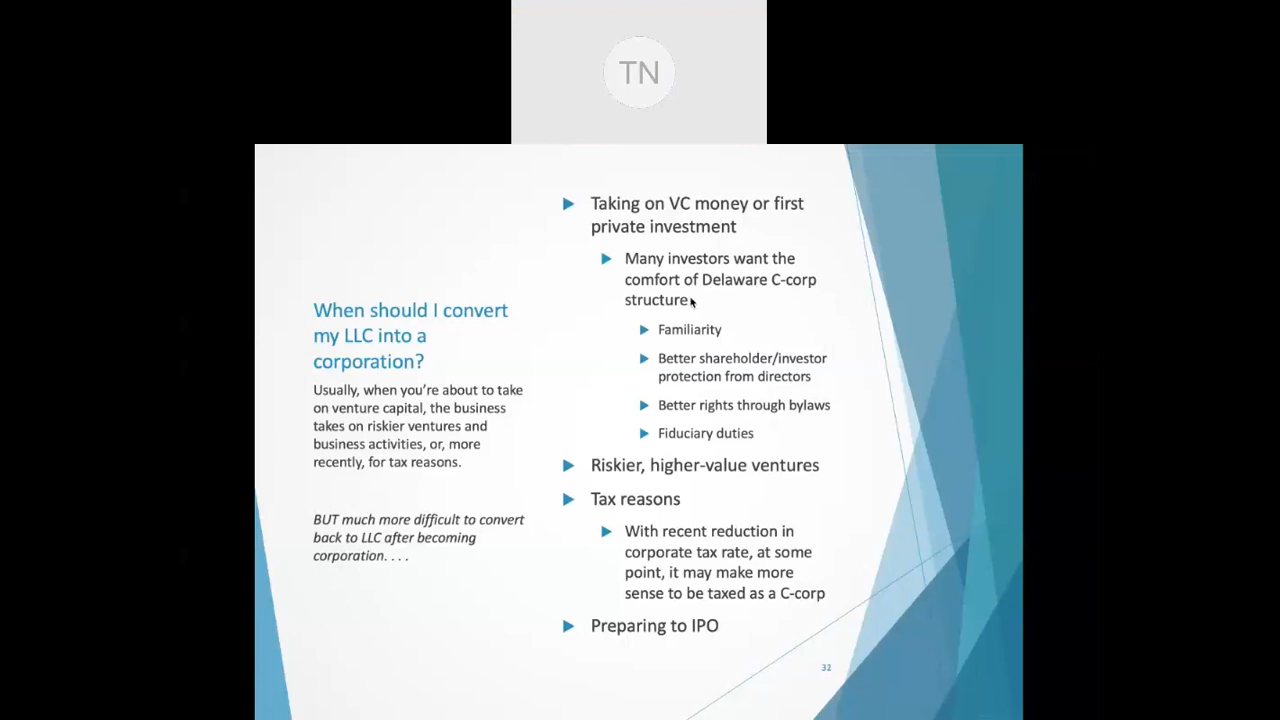 TN
When should I convert
my LLC into a
corporation?
Usually, when you're about to take
on venture capital, the business
takes on riskier ventures and
business activities, or, more
recently, for tax reasons.
BUT much more difficult to convert
back to LLC after becoming
corporation. . . .
Taking on VC money or first
private investment
Many investors want the
comfort of Delaware C-corp
structure
Familiarity
Better shareholder/investor
protection from directors
Better rights through bylaws
Fiduciary duties
Riskier, higher-value ventures
Tax reasons
With recent reduction in
corporate tax rate, at some
point, it may make more
sense to be taxed as a C-corp
Preparing to IPO
32